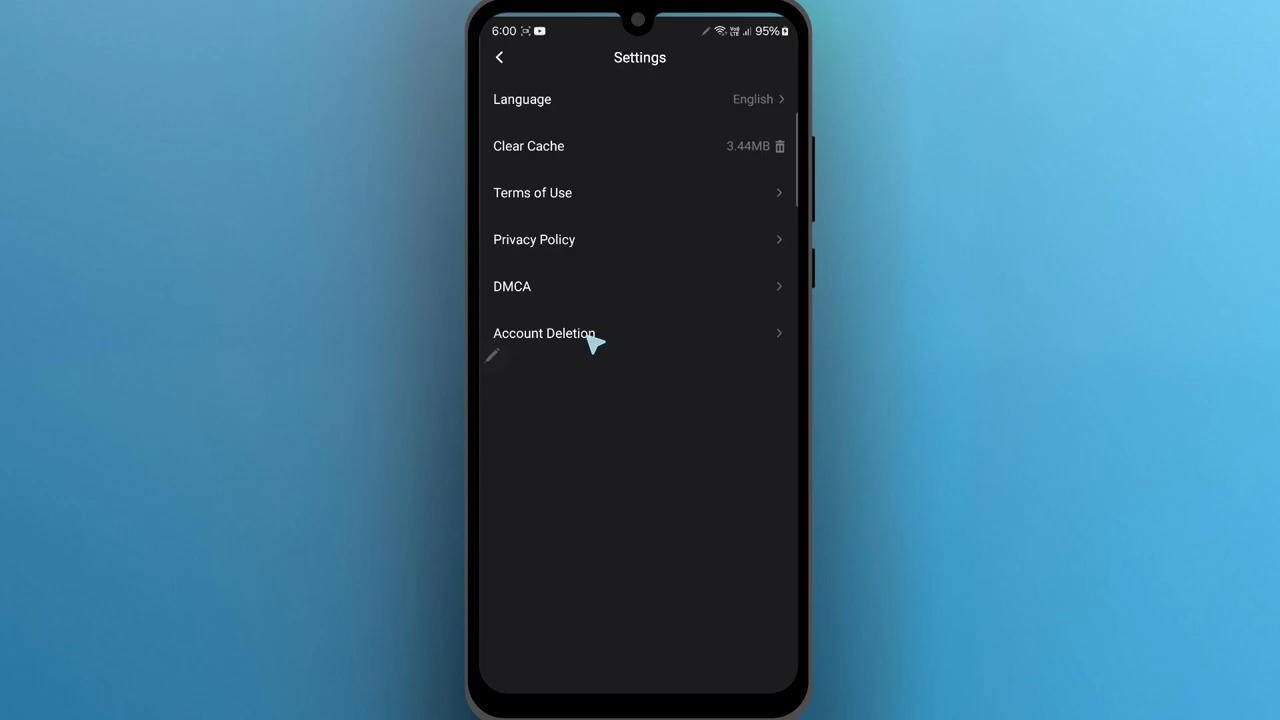 6:00 95%
Settings
Language English
Clear Cache 3.44MB
Terms of Use
Privacy Policy
DMCA
Account Deletion